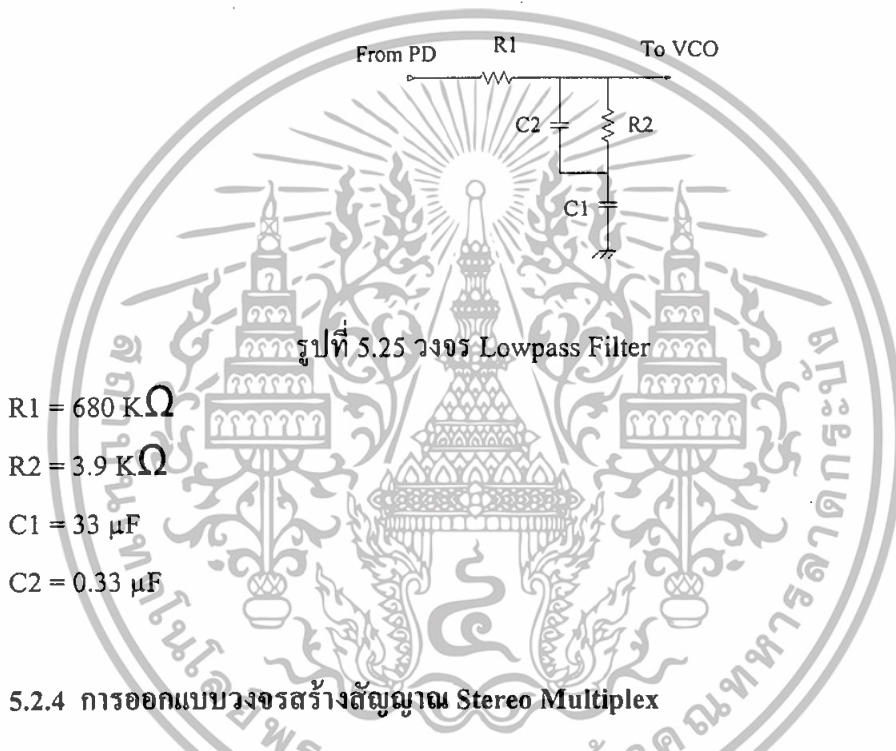 From PD
R1
To VCO
C2
R2
C1
รูปที่ 5.25 วงจร Lowpass Filter
R1 = 680 KΩ
R2 = 3.9 KΩ
C1 = 33 μF
C2 = 0.33 μF
5.2.4 การออกแบบวงจรสร้างสัญญาณ Stereo Multiplex